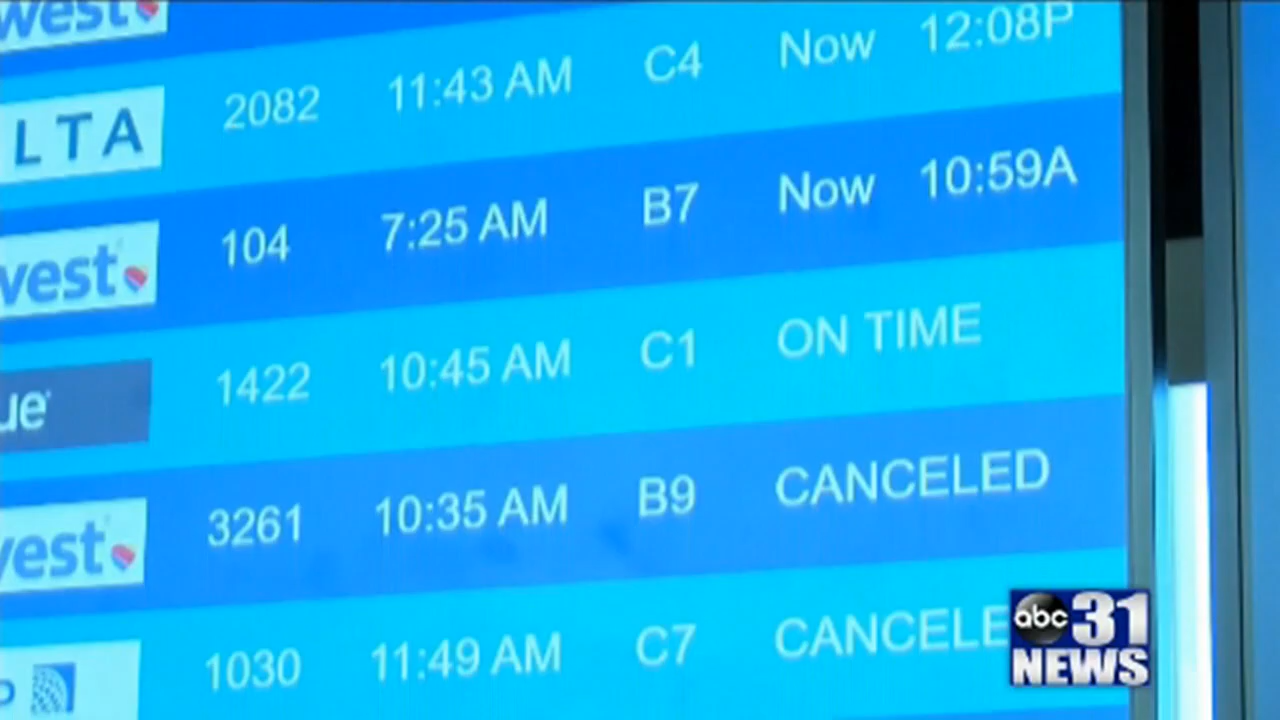 west
LTA 2082 11:43 AM C4 Now 12:08P
vest 104 7:25 AM B7 Now 10:59A
ue 1422 10:45 AM C1 ON TIME
vest 3261 10:35 AM B9 CANCELED
1030 11:49 AM C7 CANCELE
abc 31
NEWS